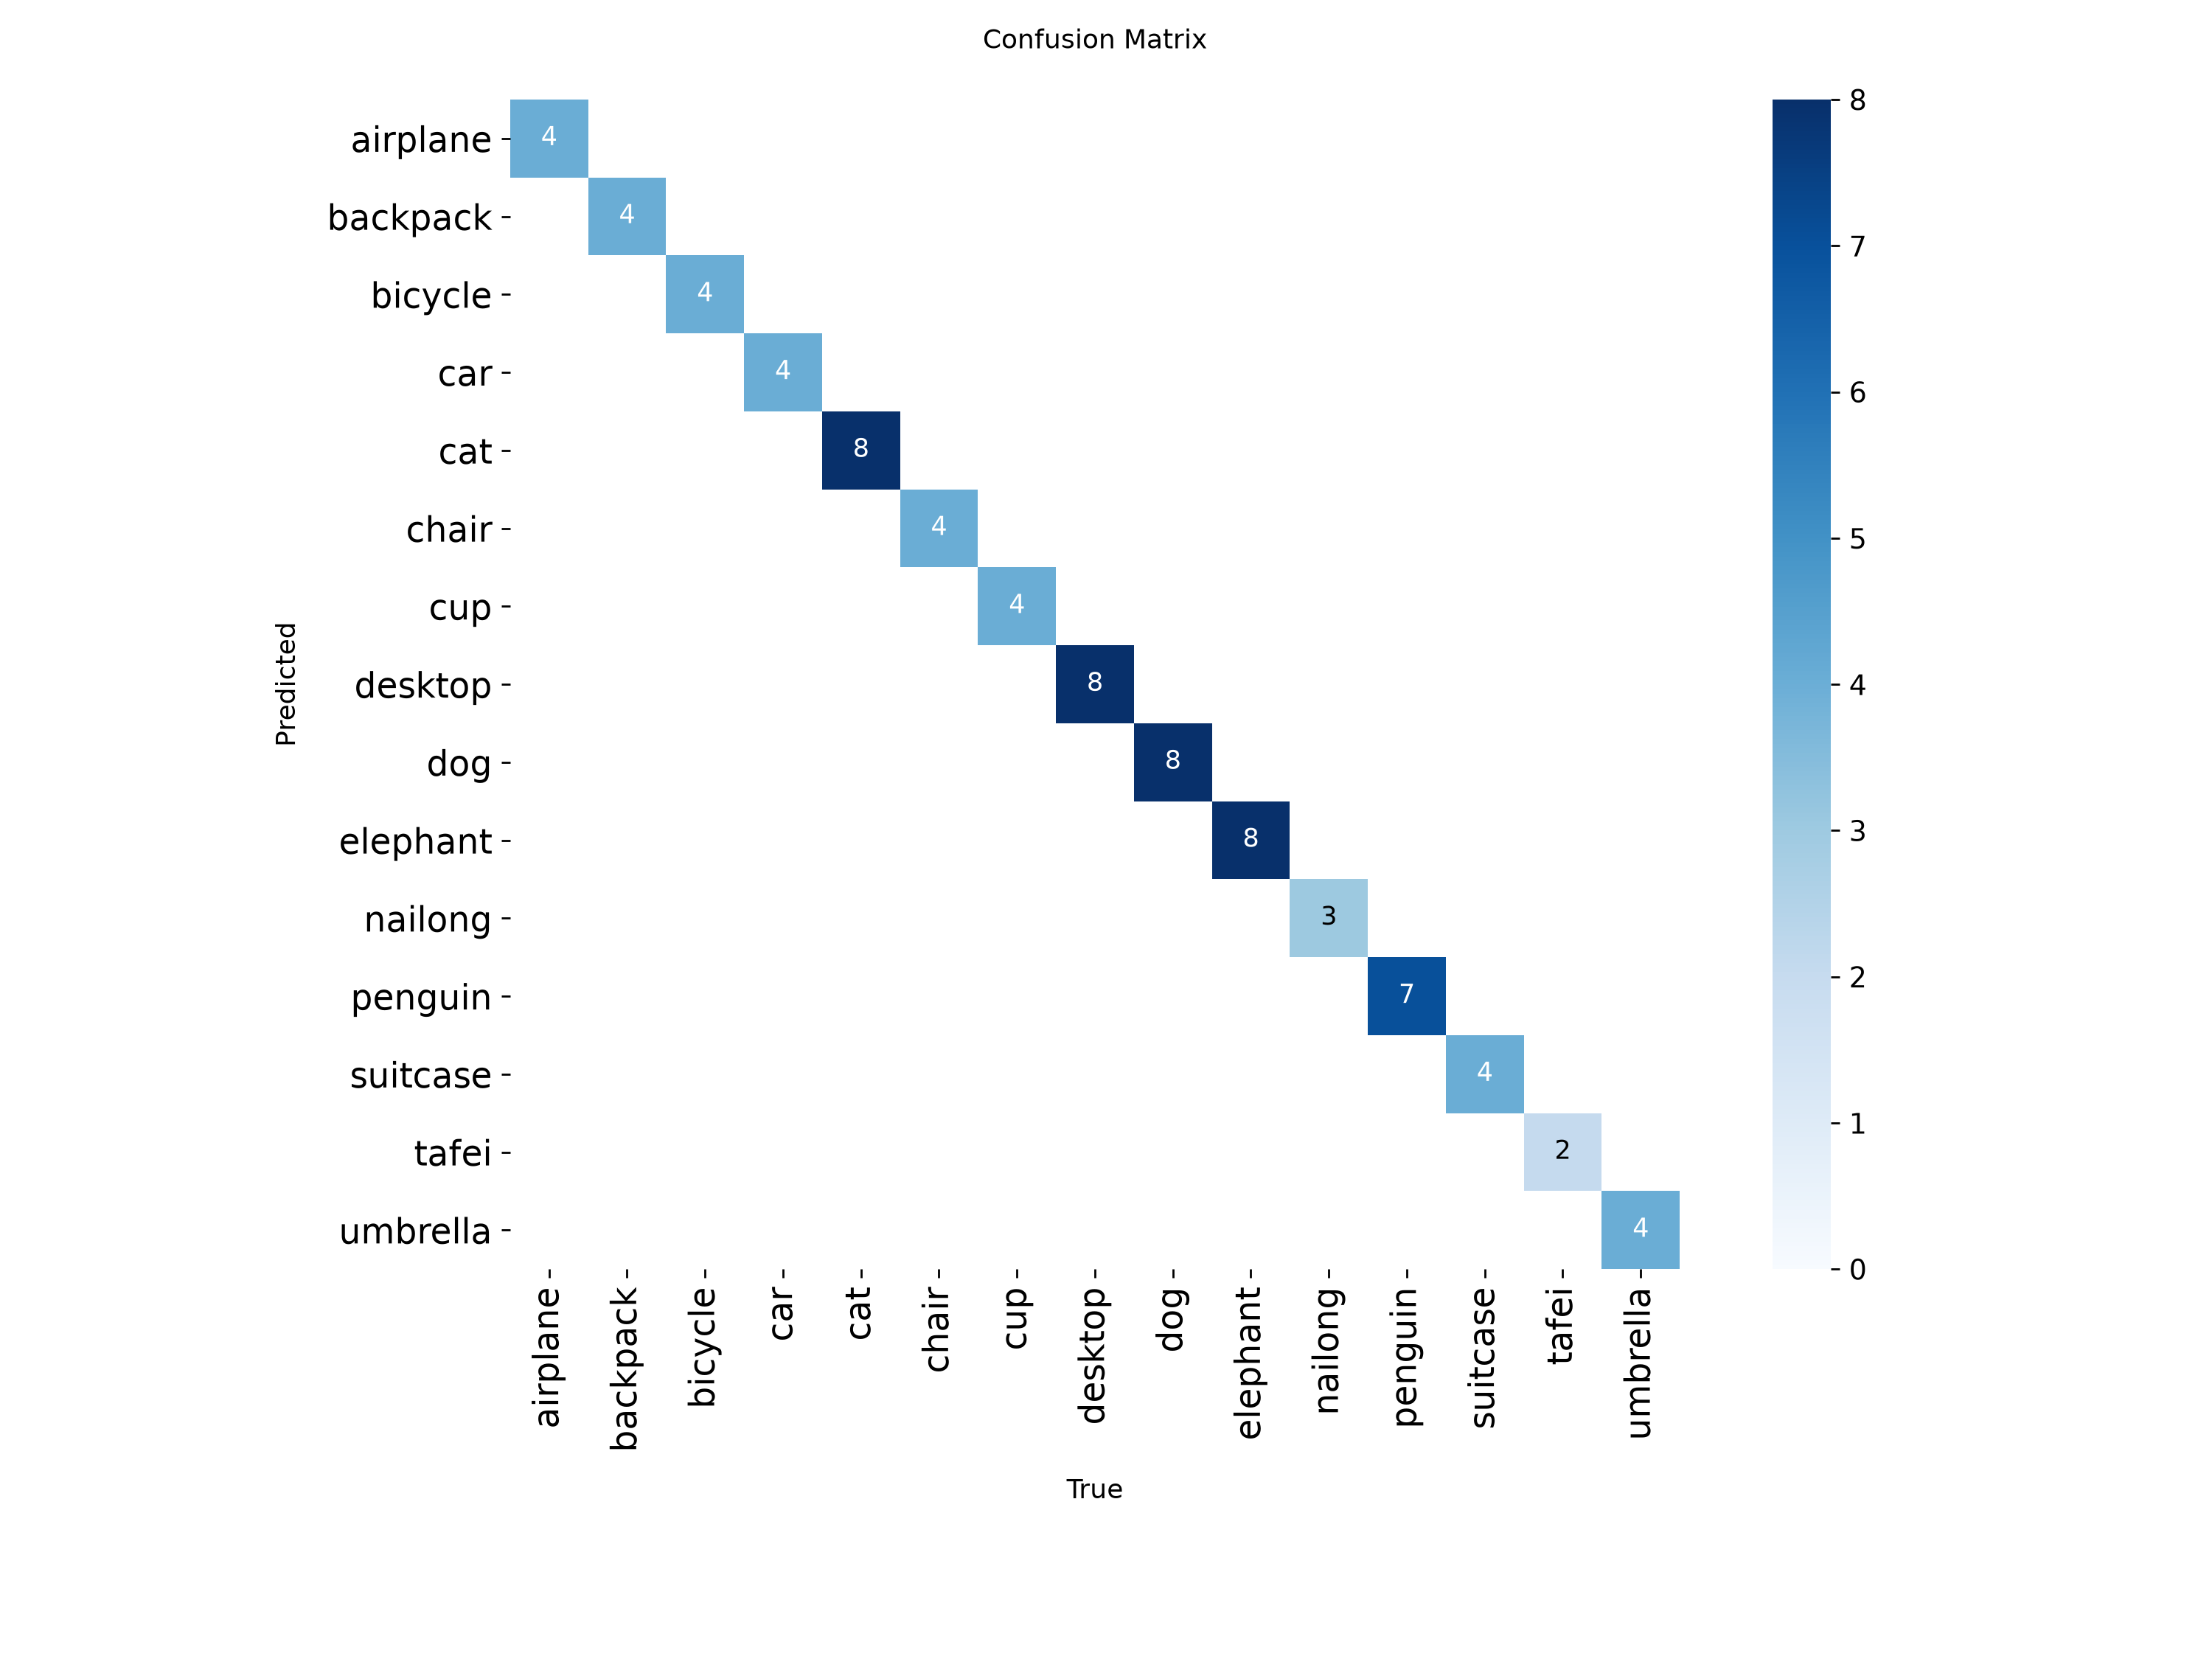 Confusion Matrix
airplane
backpack
bicycle
car
cat
chair
cup
desktop
dog
elephant
nailong
penguin
suitcase
tafei
umbrella
Predicted
4
4
4
4
8
4
4
8
8
8
3
7
4
2
4
airplane
backpack
bicycle
car
cat
chair
cup
desktop
dog
elephant
nailong
penguin
suitcase
tafei
umbrella
True
8
7
6
5
4
3
2
1
0